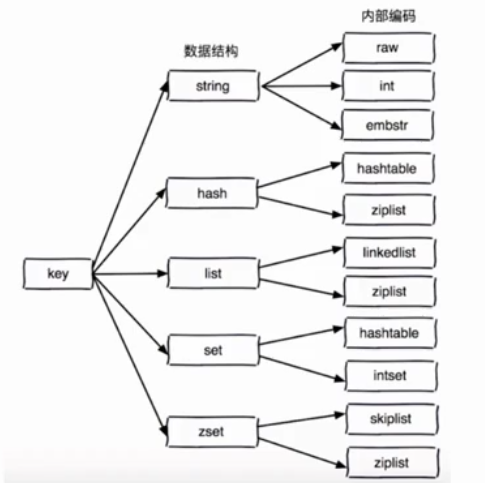 内部编码
数据结构
raw
string
int
embstr
hashtable
hash
ziplist
linkedlist
key
list
ziplist
hashtable
set
intset
skiplist
zset
ziplist